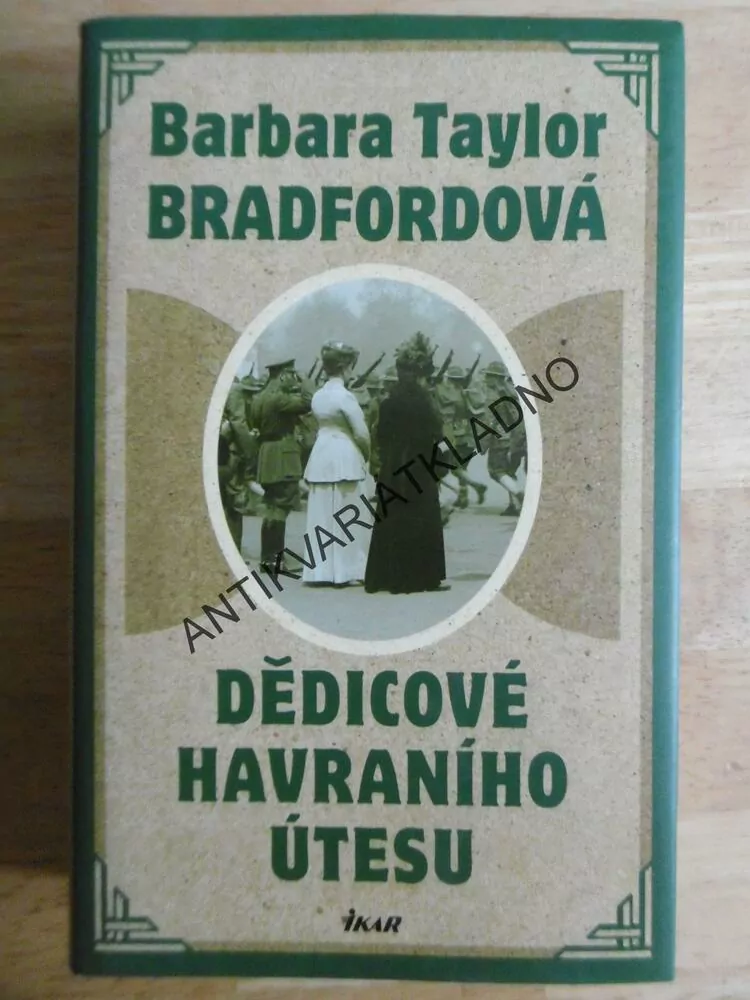 Barbara Taylor
BRADFORDOVÁ
ANTIKVARIATKLADNO
DĚDICOVÉ
HAVRANÍHO
ÚTESU
IKAR